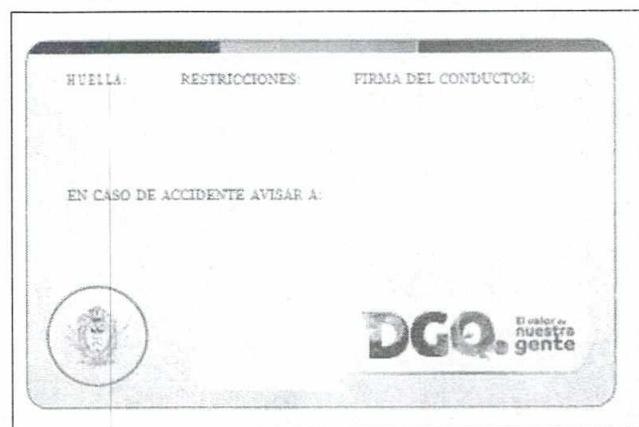 HUELLA: RESTRICCIONES: FIRMA DEL CONDUCTOR:
EN CASO DE ACCIDENTE AVISAR A:
DGO.
El valor de
nuestra
gente